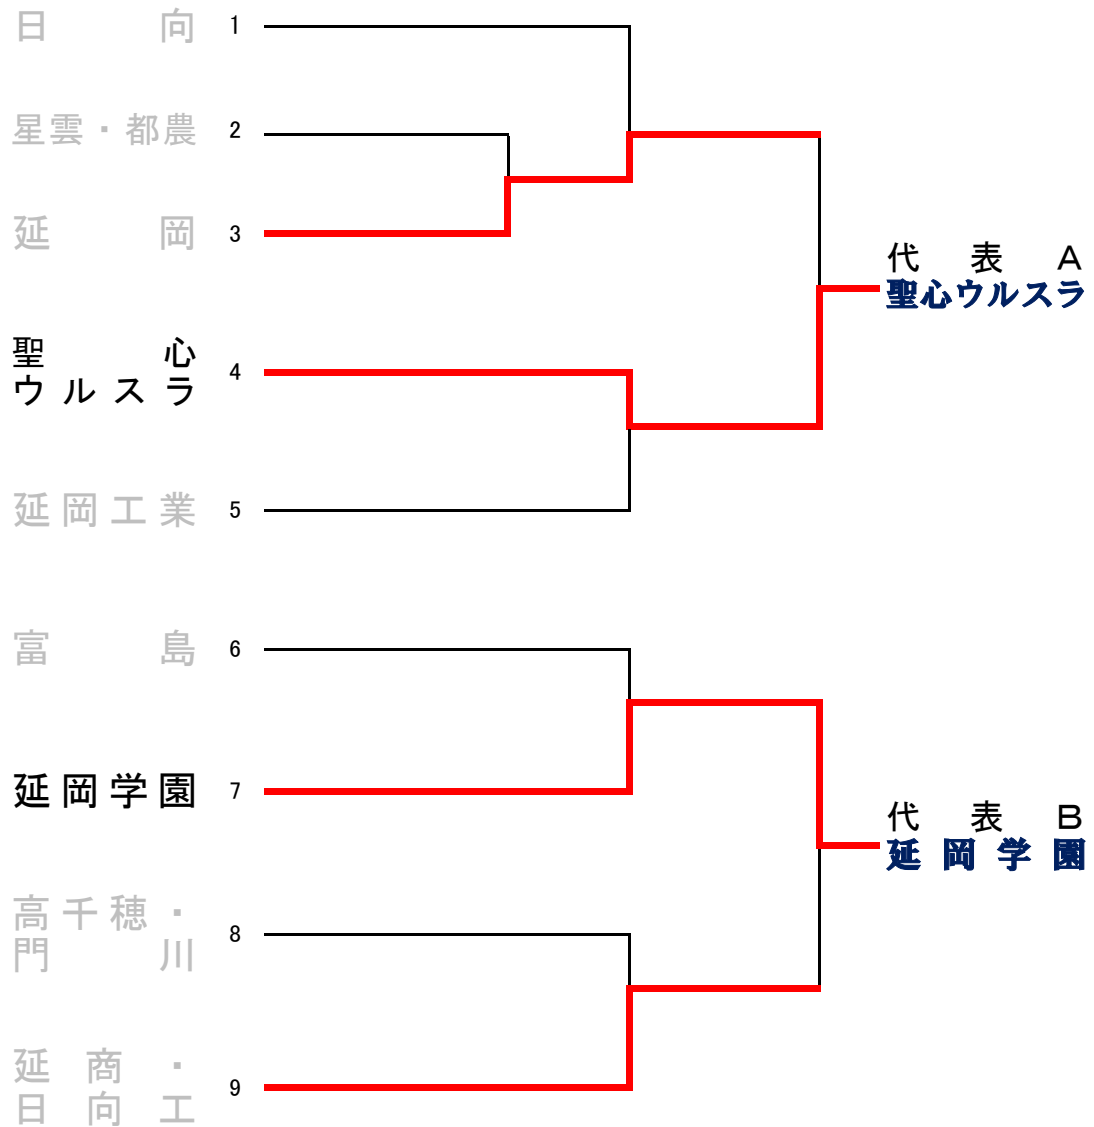 日向 1
星雲・都農 2
延岡 3
代表A
聖心ウルスラ
聖心
ウルスラ 4
延岡工業 5
富島 6
延岡学園 7
代表B
延岡学園
高千穂・
門川 8
延商・
日向工 9